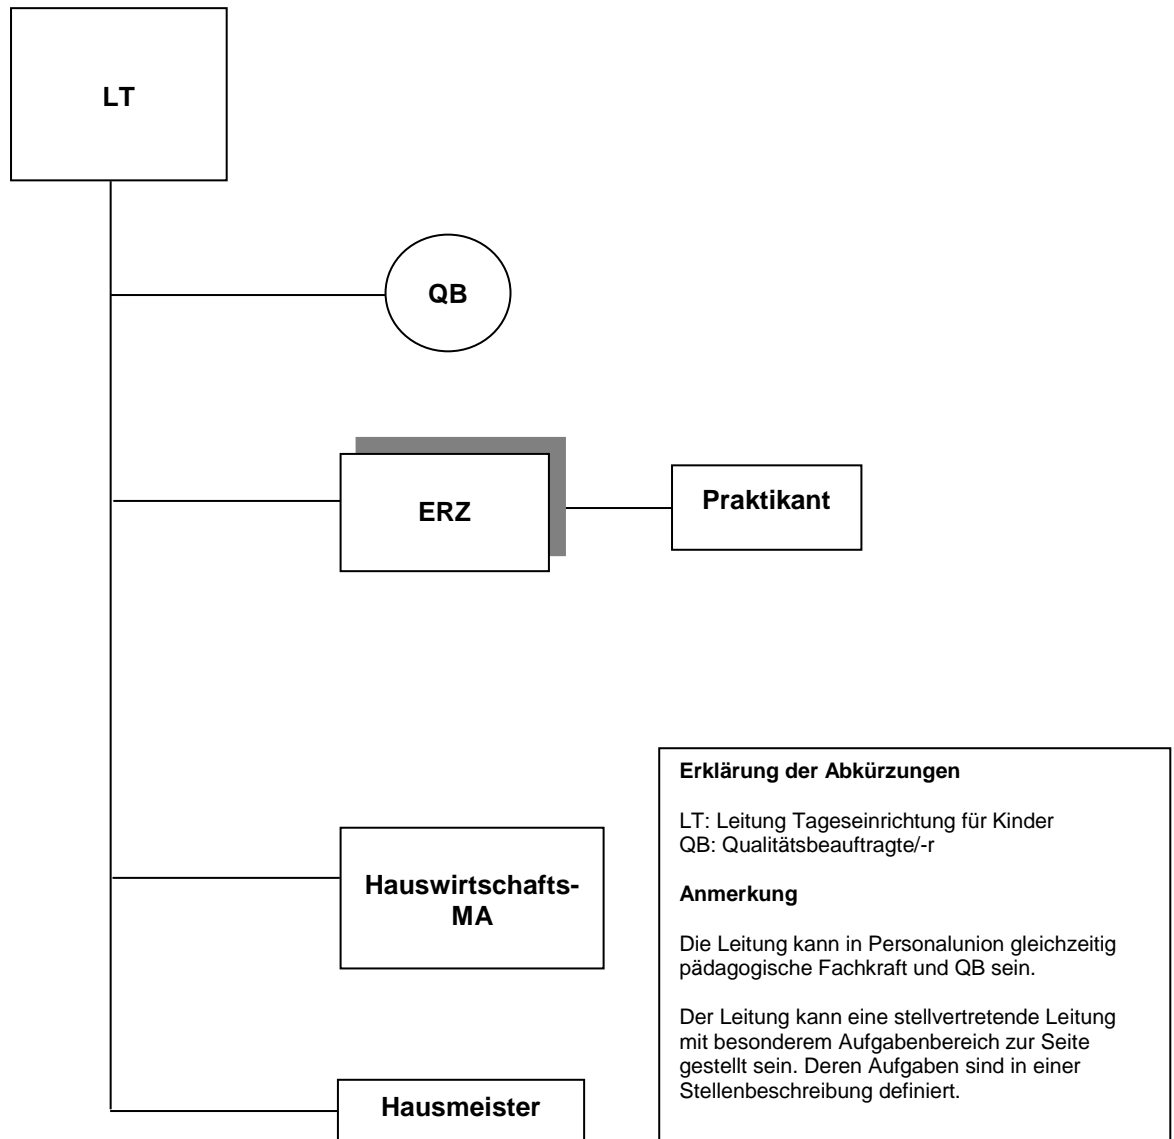 LT
QB
ERZ
Praktikant
Hauswirtschafts-
MA
Hausmeister
Erklärung der Abkürzungen
LT: Leitung Tageseinrichtung für Kinder
QB: Qualitätsbeauftragte/-r
Anmerkung
Die Leitung kann in Personalunion gleichzeitig
pädagogische Fachkraft und QB sein.
Der Leitung kann eine stellvertretende Leitung
mit besonderem Aufgabenbereich zur Seite
gestellt sein. Deren Aufgaben sind in einer
Stellenbeschreibung definiert.